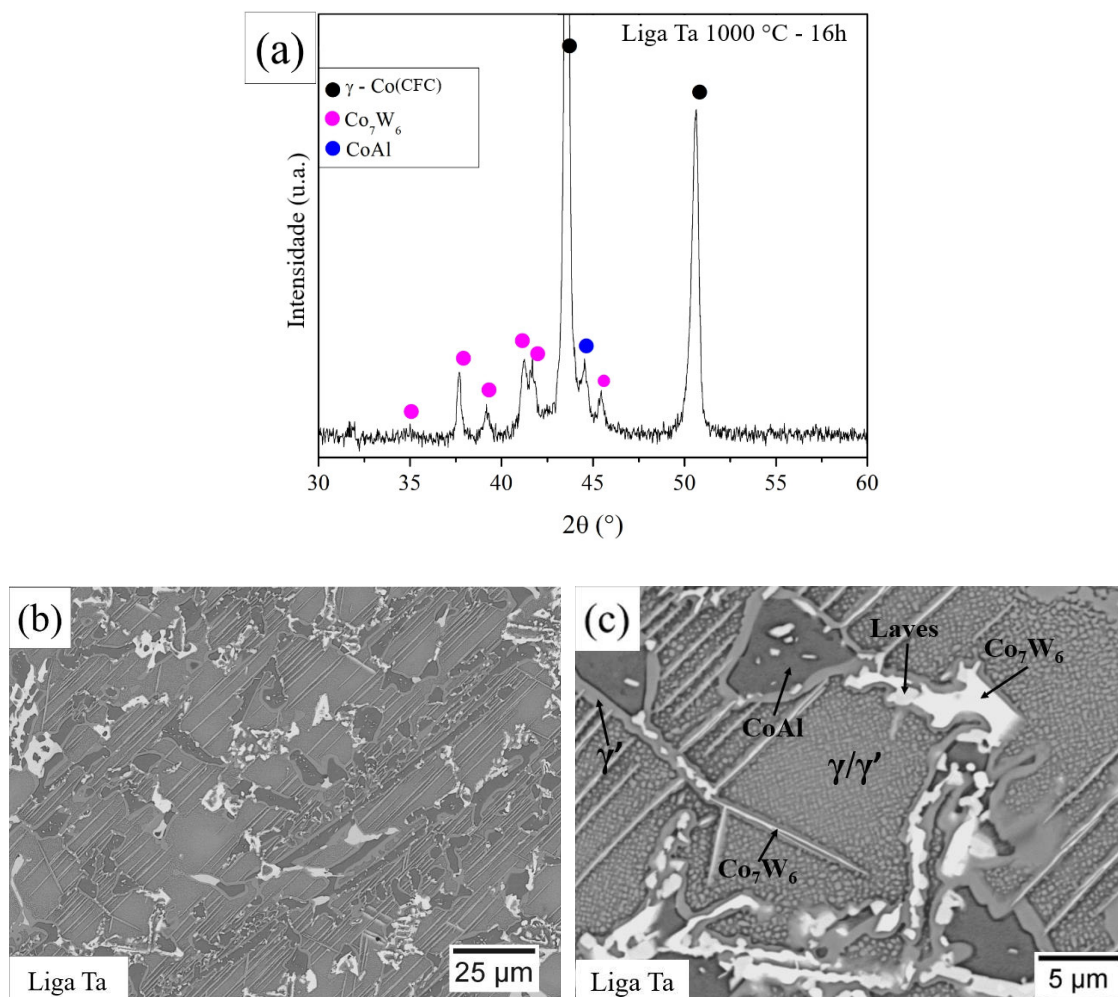 (a)
Liga Ta 1000 °C - 16h
γ - Co(CFC)
Co₇W₆
CoAl
Intensidade (u.a.)
30 35 40 45 50 55 60
2θ (°)
(b)
25 µm
Liga Ta
(c)
Laves
Co₇W₆
CoAl
γ'
γ/γ'
Co₇W₆
5 µm
Liga Ta